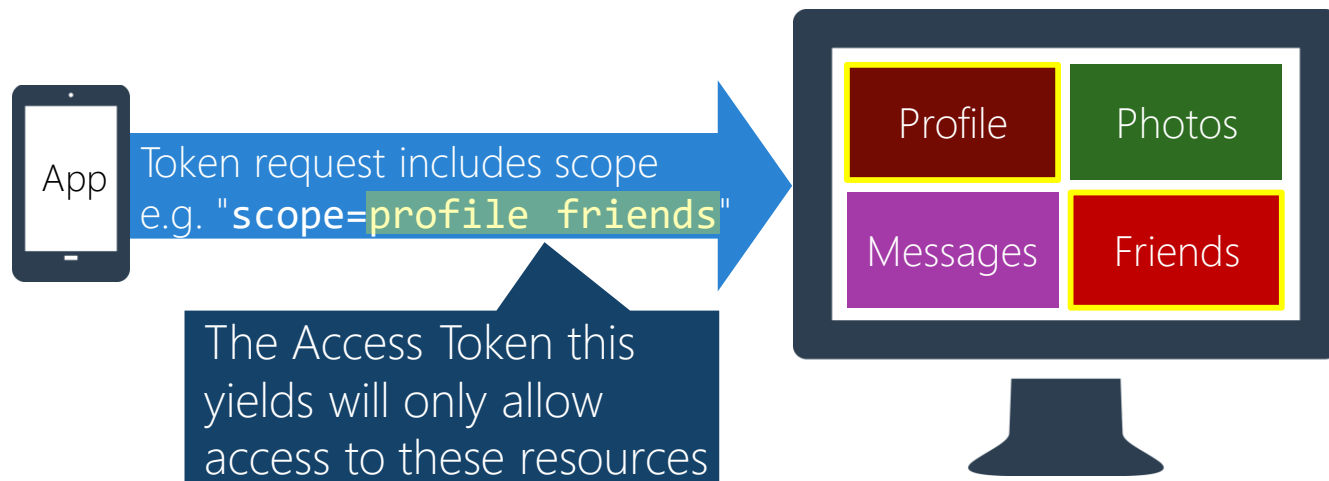 App
Token request includes scope
e.g. "scope=profile friends"
The Access Token this
yields will only allow
access to these resources
Profile
Photos
Messages
Friends